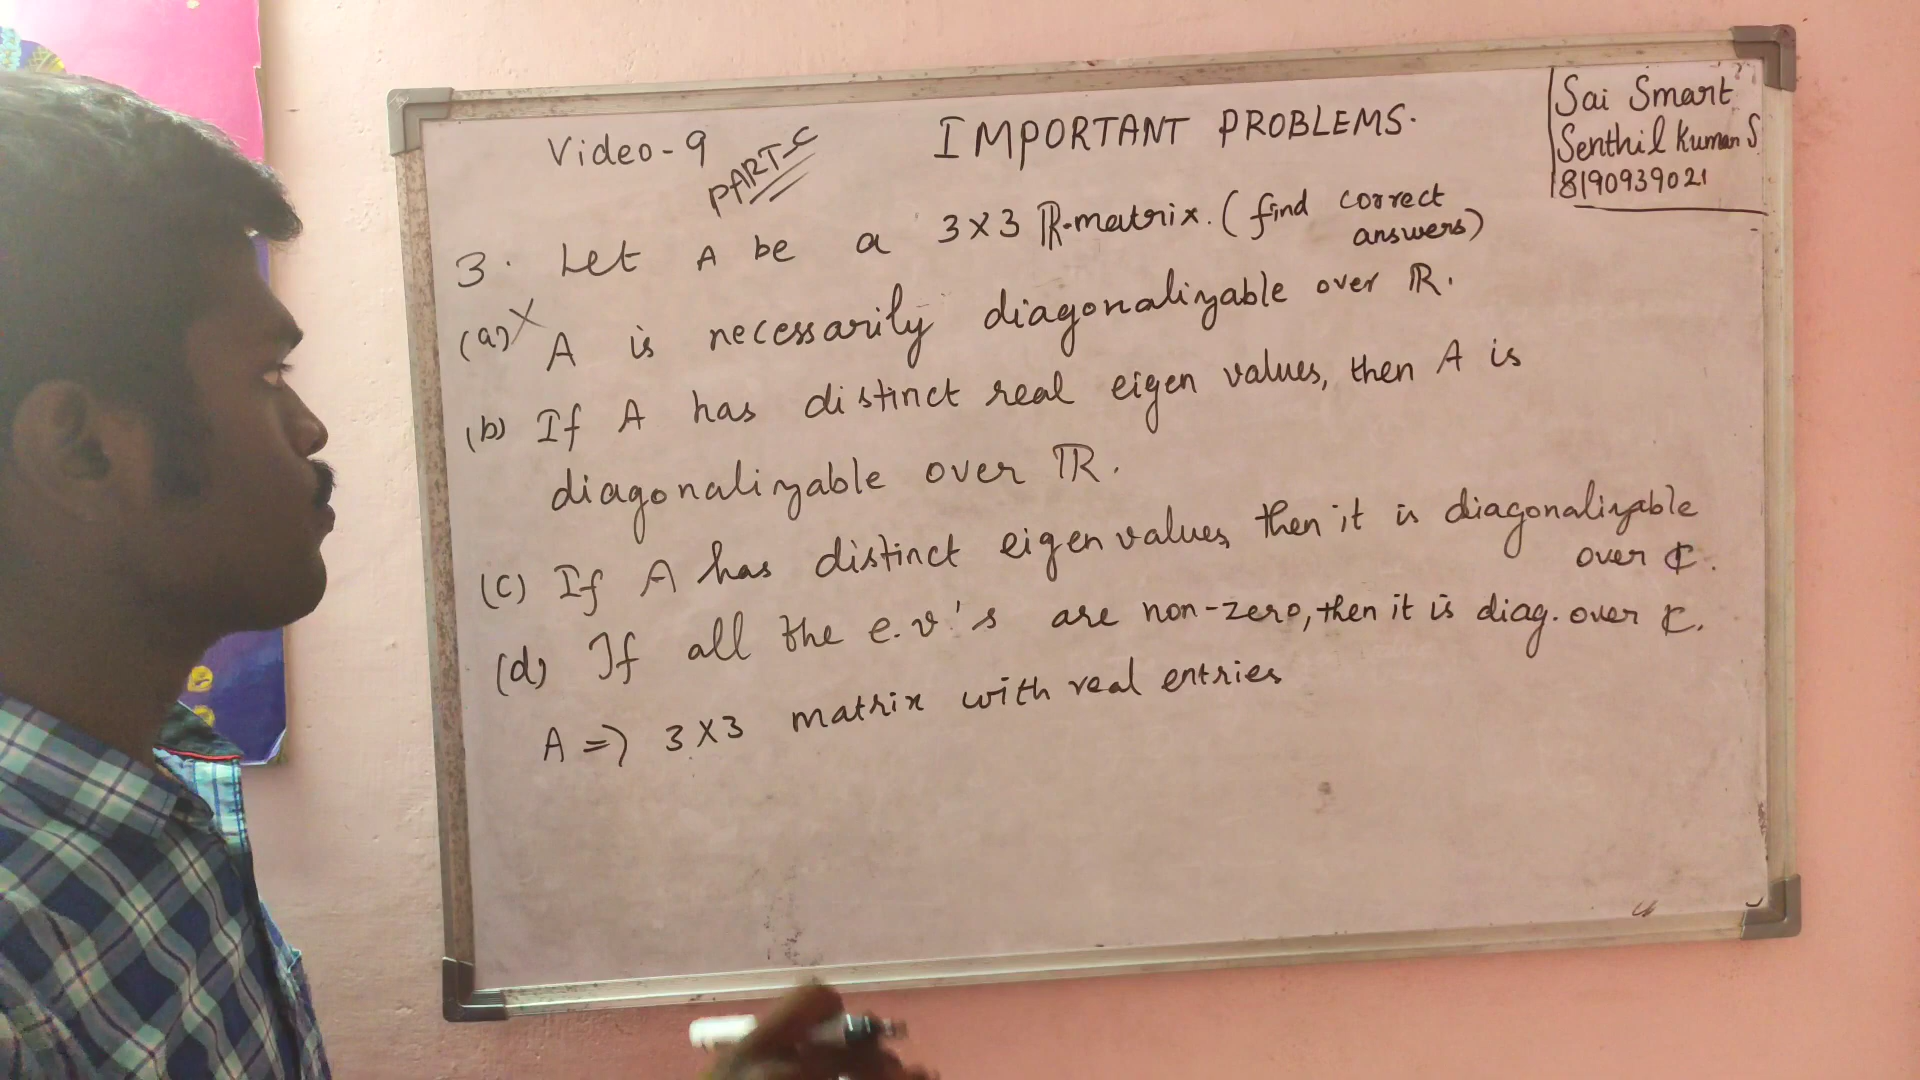 Video-9
PART-C
IMPORTANT PROBLEMS.
Sai Smart
Senthil Kumar S
8190939021
3. Let A be a 3×3 ℝ-matrix. (find correct
answers)
(a)× A is necessarily diagonalizable over ℝ.
(b) If A has distinct real eigen values, then A is
diagonalizable over ℝ.
(c) If A has distinct eigen values, then it is diagonalizable
over ℂ.
(d) If all the e.v's are non-zero, then it is diag. over ℂ.
A => 3×3 matrix with real entries